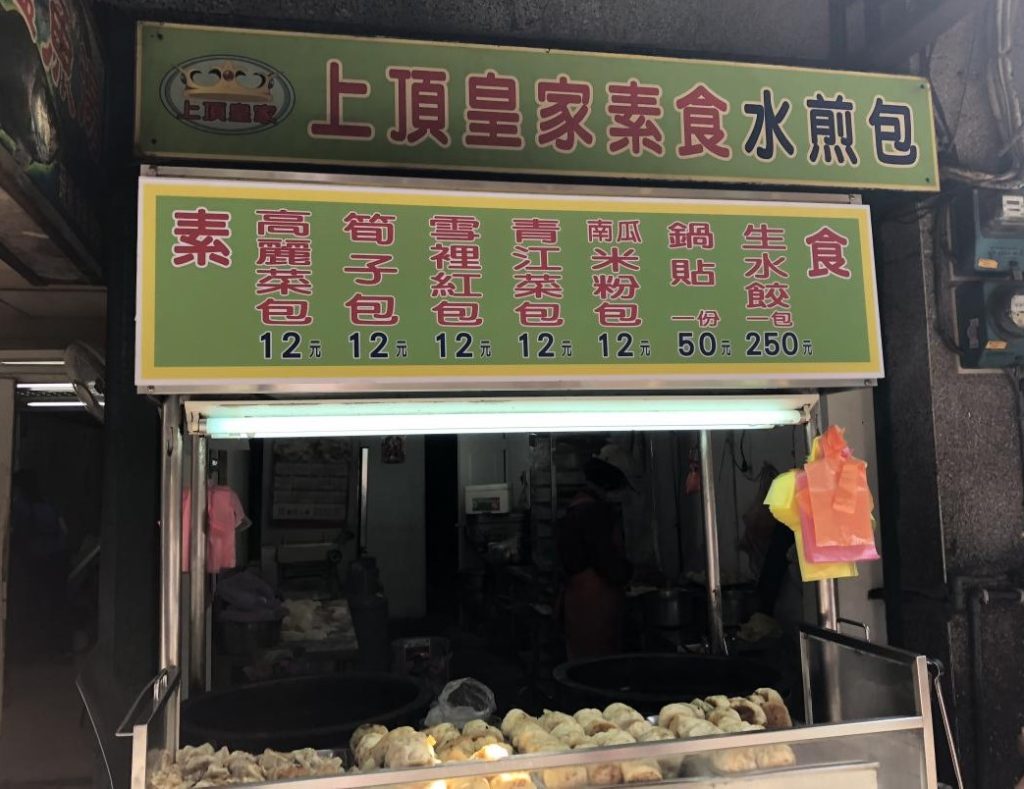 上頂皇家
上頂皇家素食水煎包
素
高麗菜包
12元
筍子包
12元
雪裡紅包
12元
青江菜包
12元
南瓜米粉包
12元
鍋貼
一份
50元
生水餃
一包
250元
食